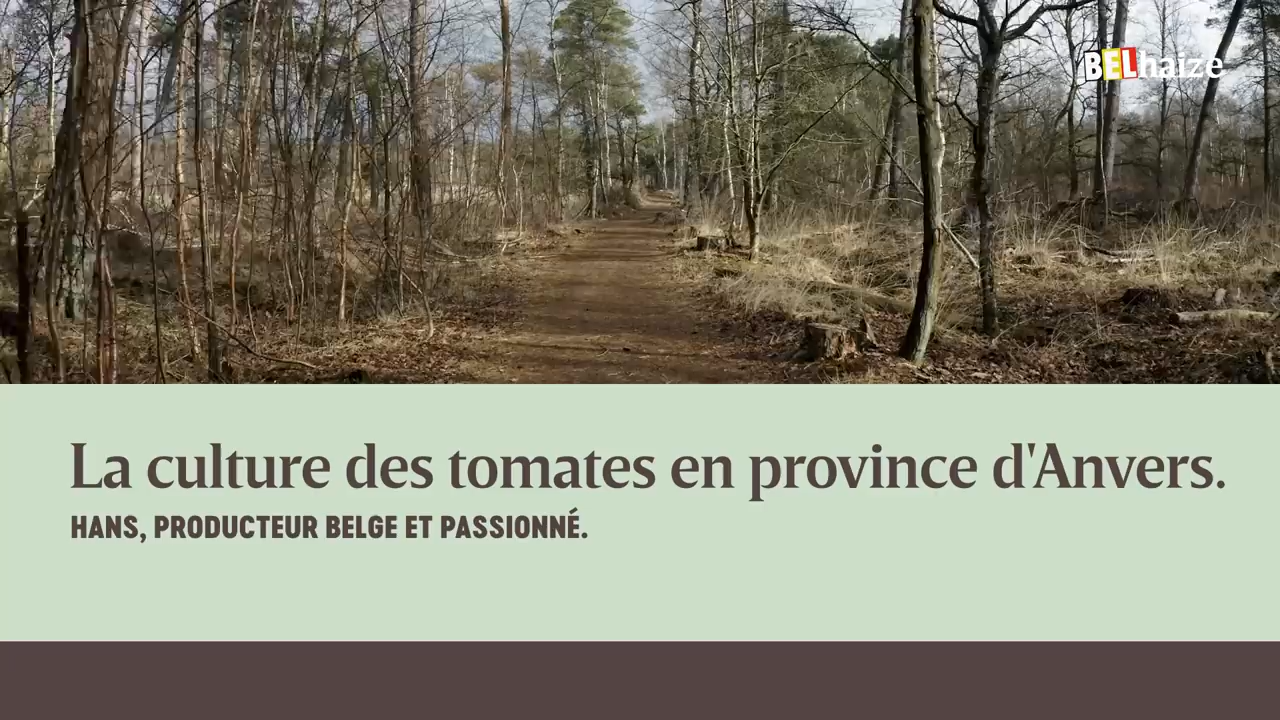 BELhaize
La culture des tomates en province d'Anvers.
HANS, PRODUCTEUR BELGE ET PASSIONNÉ.